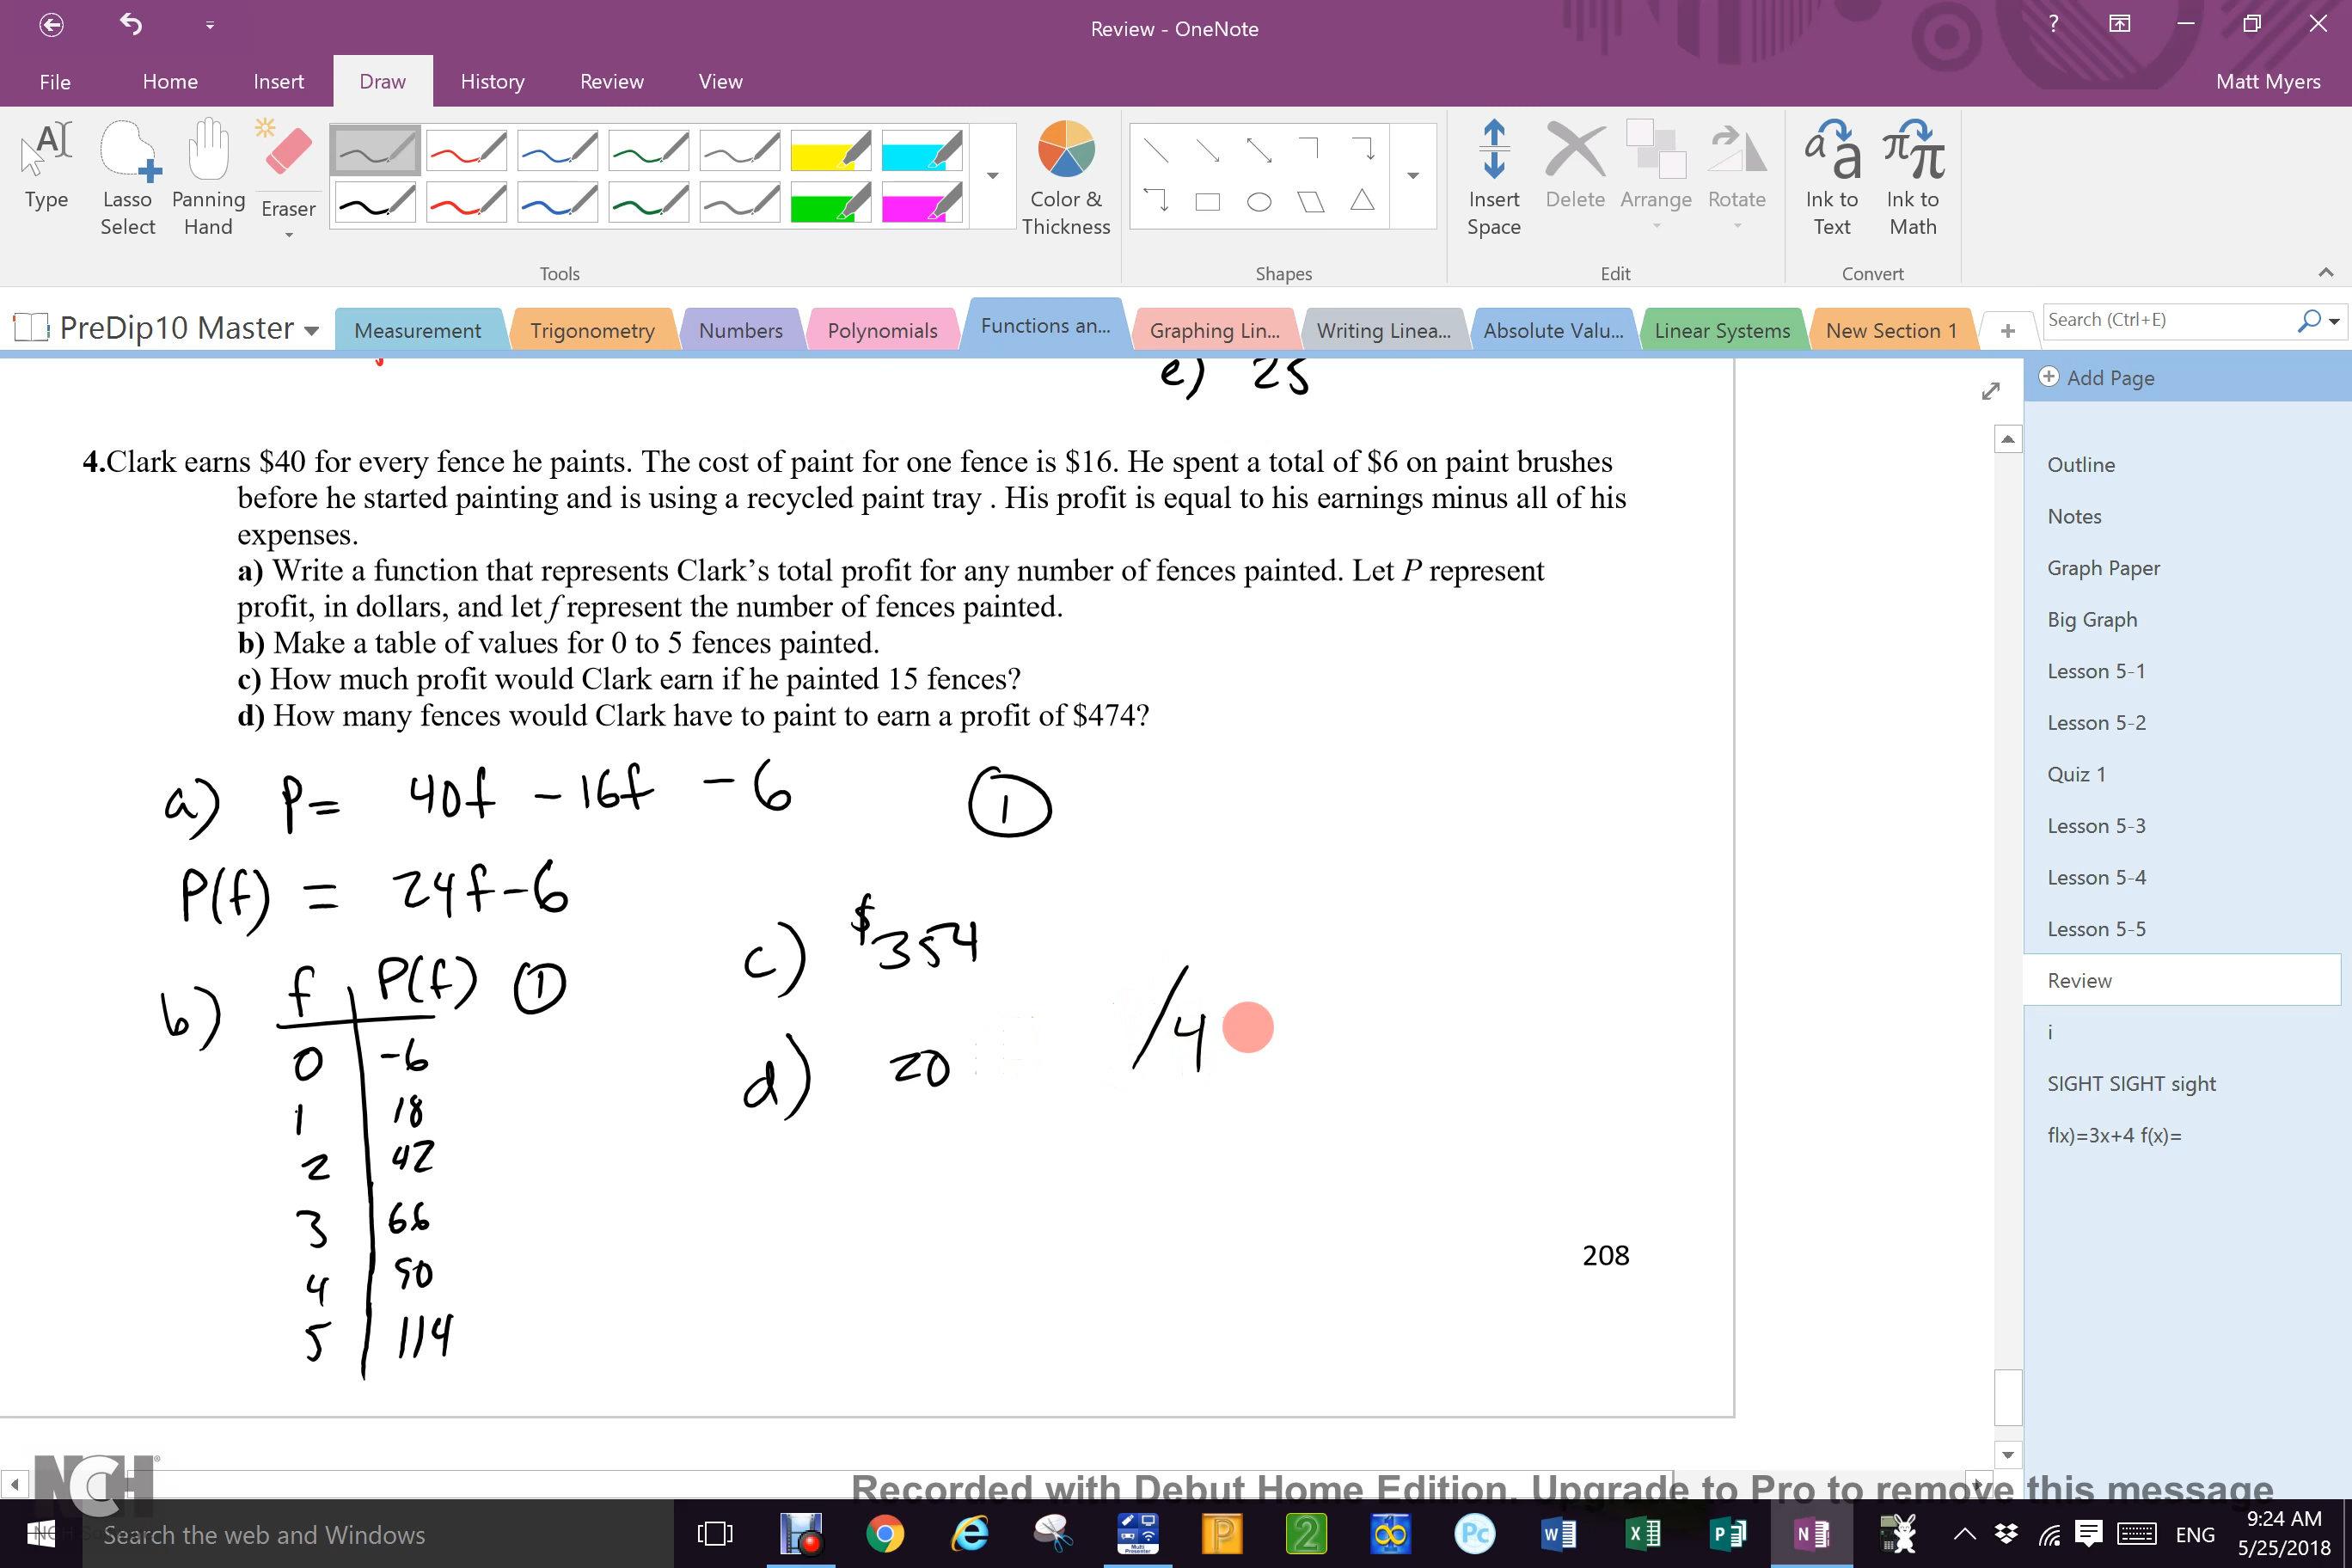 Review - OneNote
?
File Home Insert Draw History Review View Matt Myers
Type
Lasso Select
Panning Hand
Eraser
Color & Thickness
Insert Space
Delete
Arrange
Rotate
Ink to Text
Ink to Math
Tools Shapes Edit Convert
PreDip10 Master Measurement Trigonometry Numbers Polynomials Functions an... Graphing Lin... Writing Linea... Absolute Valu... Linear Systems New Section 1 + Search (Ctrl+E)
e) 25
4.Clark earns $40 for every fence he paints. The cost of paint for one fence is $16. He spent a total of $6 on paint brushes
before he started painting and is using a recycled paint tray . His profit is equal to his earnings minus all of his
expenses.
a) Write a function that represents Clark's total profit for any number of fences painted. Let P represent
profit, in dollars, and let f represent the number of fences painted.
b) Make a table of values for 0 to 5 fences painted.
c) How much profit would Clark earn if he painted 15 fences?
d) How many fences would Clark have to paint to earn a profit of $474?
a) P= 40f - 16f - 6 ①
P(f) = 24f-6
b) f P(f) ①
0 -6
1 18
2 42
3 66
4 90
5 114
c) $354
d) 20
/4
208
Add Page
Outline
Notes
Graph Paper
Big Graph
Lesson 5-1
Lesson 5-2
Quiz 1
Lesson 5-3
Lesson 5-4
Lesson 5-5
Review
i
SIGHT SIGHT sight
flx)=3x+4 f(x)=
NCH
Recorded with Debut Home Edition. Upgrade to Pro to remove this message
Search the web and Windows
ENG
9:24 AM
5/25/2018